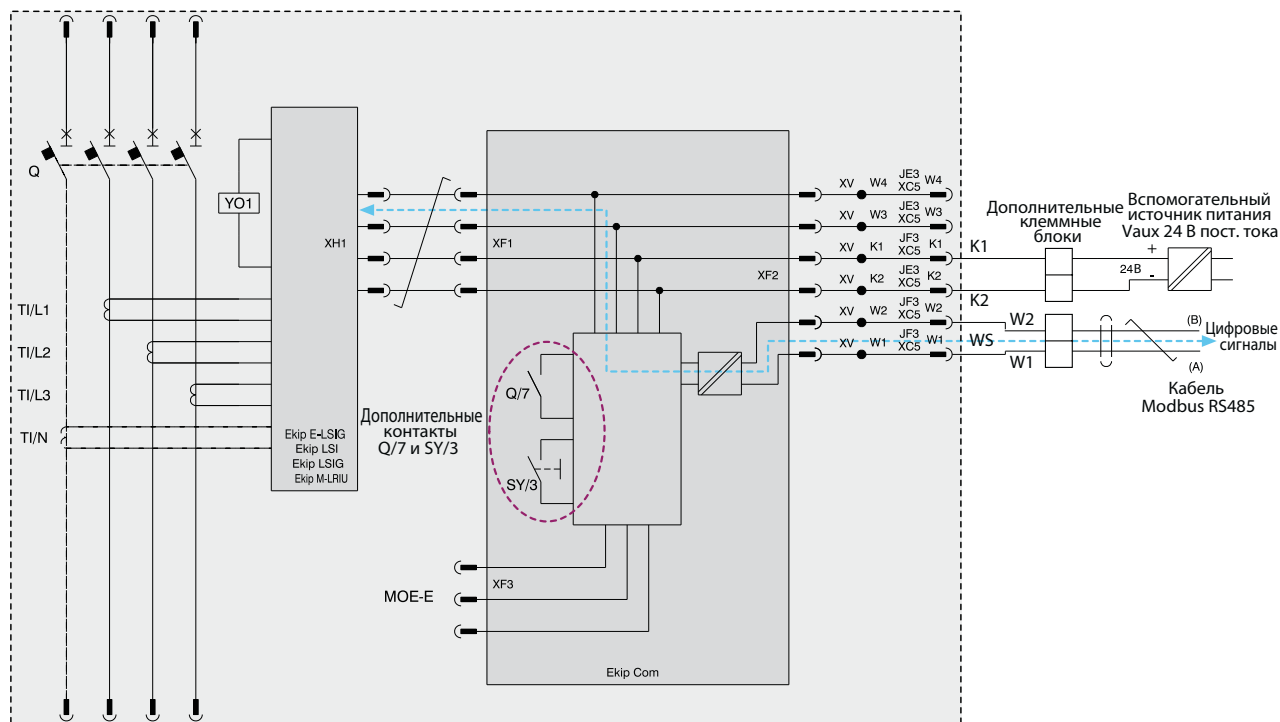 Q
YO1
XH1
TI/L1
TI/L2
TI/L3
TI/N
Ekip E-LSIG
Ekip LSI
Ekip LSIG
Ekip M-LRIU
Дополнительные
контакты
Q/7 и SY/3
Q/7
SY/3
XF1
XF2
XF3
MOE-E
Ekip Com
XV W4 JE3 XC5 W4
XV W3 JE3 XC5 W3
XV K1 JF3 XC5 K1
XV K2 JE3 XC5 K2
XV W2 JF3 XC5 W2
XV W1 JF3 XC5 W1
Дополнительные
клеммные
блоки
Вспомогательный
источник питания
Vaux 24 В пост. тока
K1
+
24В -
K2
W2
WS
W1
(B)
(A)
Цифровые
сигналы
Кабель
Modbus RS485